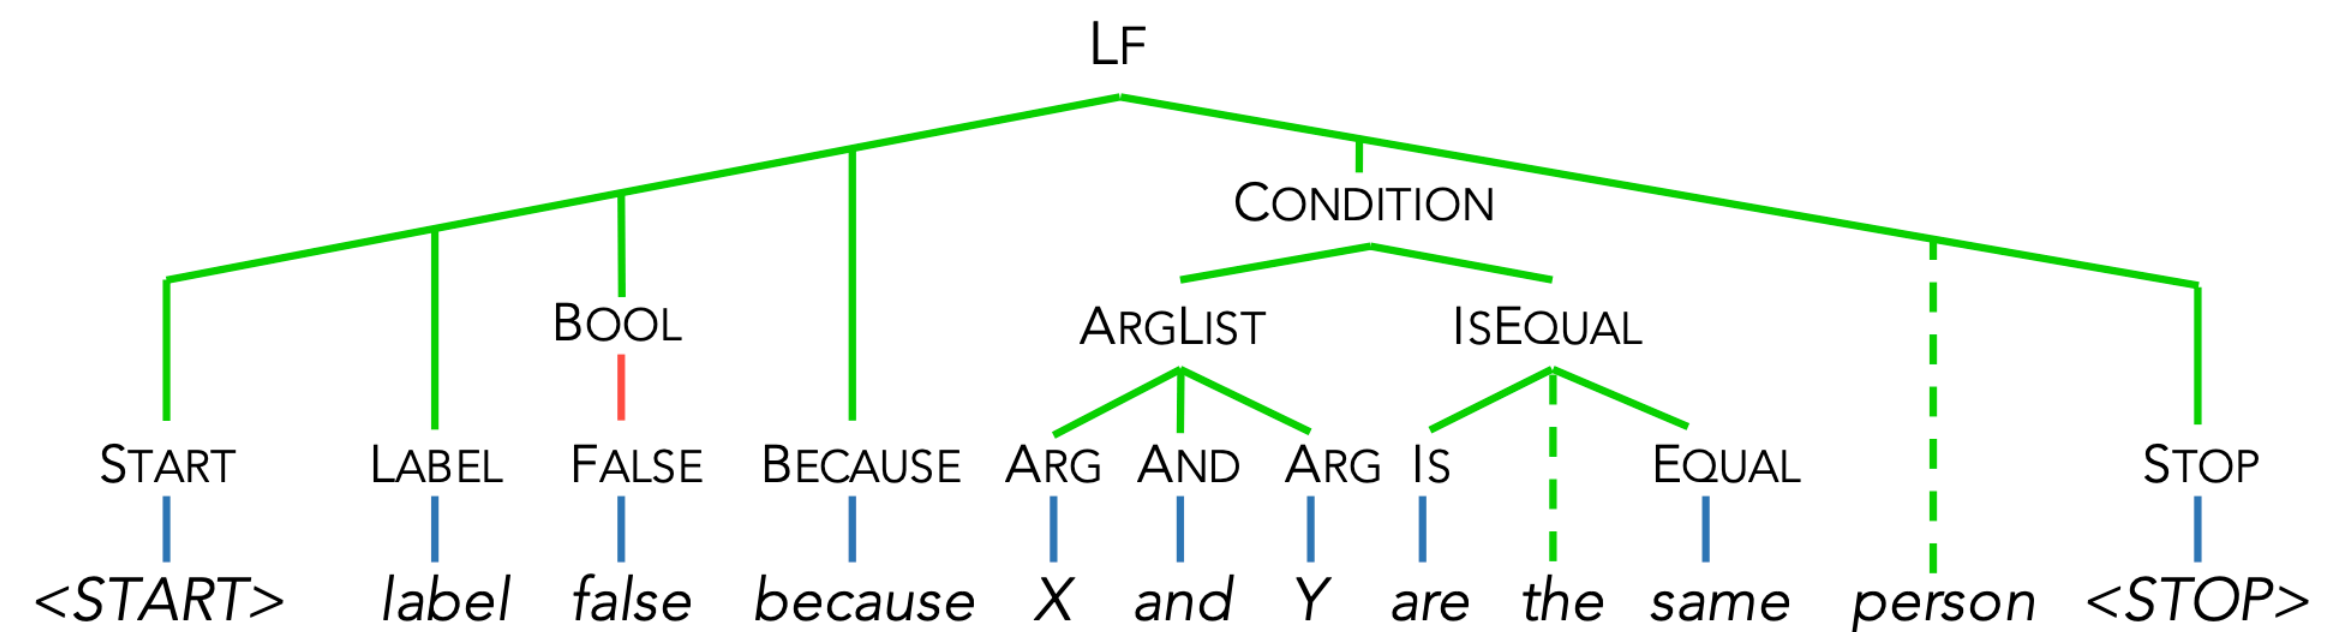 LF
CONDITION
BOOL ARGLIST ISEQUAL
START LABEL FALSE BECAUSE ARG AND ARG IS EQUAL STOP
<START> label false because X and Y are the same person <STOP>